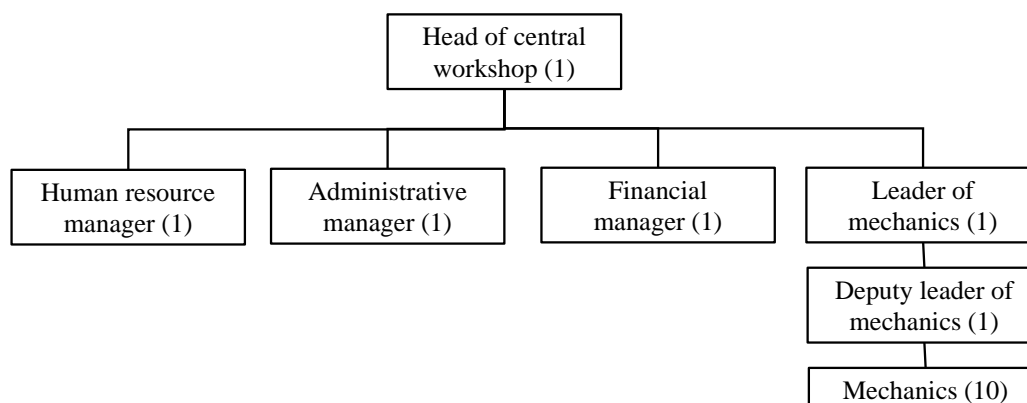 Head of central
workshop (1)
Human resource
manager (1)
Administrative
manager (1)
Financial
manager (1)
Leader of
mechanics (1)
Deputy leader of
mechanics (1)
Mechanics (10)